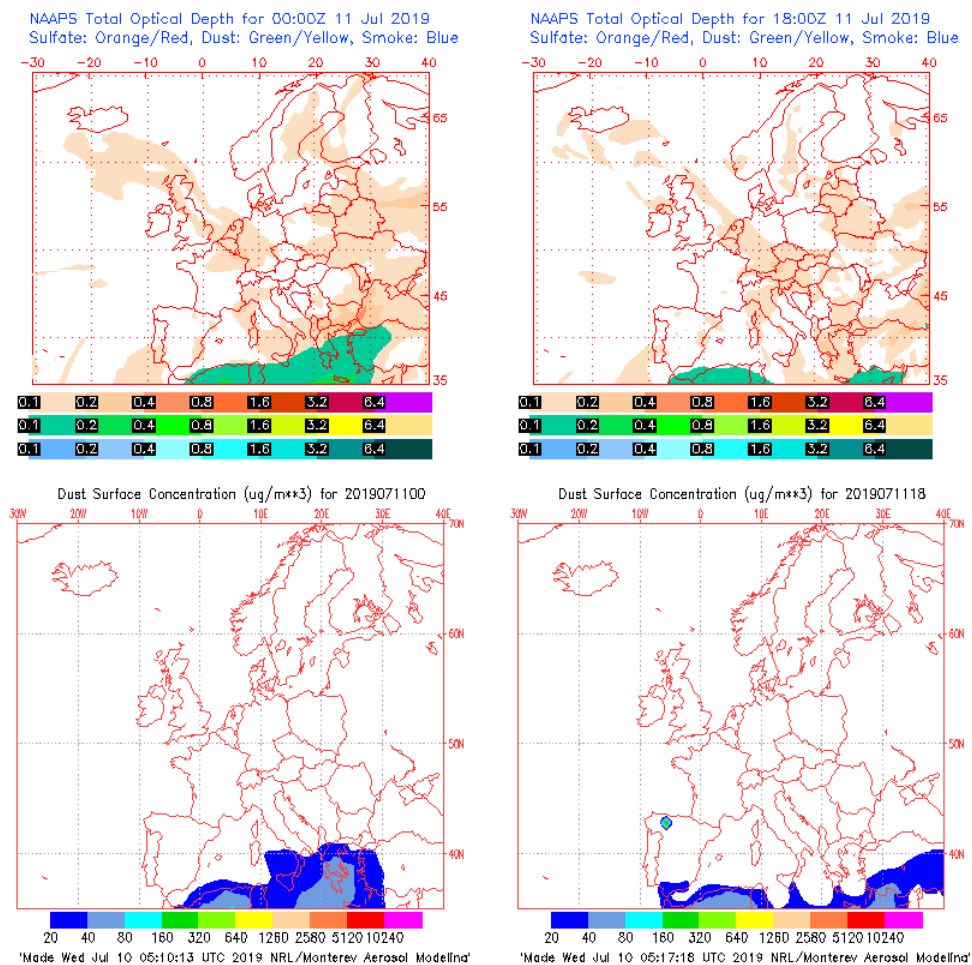 NAAPS Total Optical Depth for 00:00Z 11 Jul 2019
Sulfate: Orange/Red, Dust: Green/Yellow, Smoke: Blue
-30 -20 -10 0 10 20 30 40
65
55
45
35
0.1 0.2 0.4 0.8 1.6 3.2 6.4
0.1 0.2 0.4 0.8 1.6 3.2 6.4
0.1 0.2 0.4 0.8 1.6 3.2 6.4
NAAPS Total Optical Depth for 18:00Z 11 Jul 2019
Sulfate: Orange/Red, Dust: Green/Yellow, Smoke: Blue
-30 -20 -10 0 10 20 30 40
65
55
45
35
0.1 0.2 0.4 0.8 1.6 3.2 6.4
0.1 0.2 0.4 0.8 1.6 3.2 6.4
0.1 0.2 0.4 0.8 1.6 3.2 6.4
Dust Surface Concentration (ug/m**3) for 2019071100
30W 20W 10W 0 10E 20E 30E
70N
60N
50N
40N
20 40 80 160 320 640 1260 2560 5120 10240
'Made Wed Jul 10 05:10:13 UTC 2019 NRL/Monterey Aerosol Modeling'
Dust Surface Concentration (ug/m**3) for 2019071118
30W 20W 10W 0 10E 20E 30E 40E
70N
60N
50N
40N
20 40 80 160 320 640 1260 2560 5120 10240
'Made Wed Jul 10 05:17:18 UTC 2019 NRL/Monterey Aerosol Modeling'